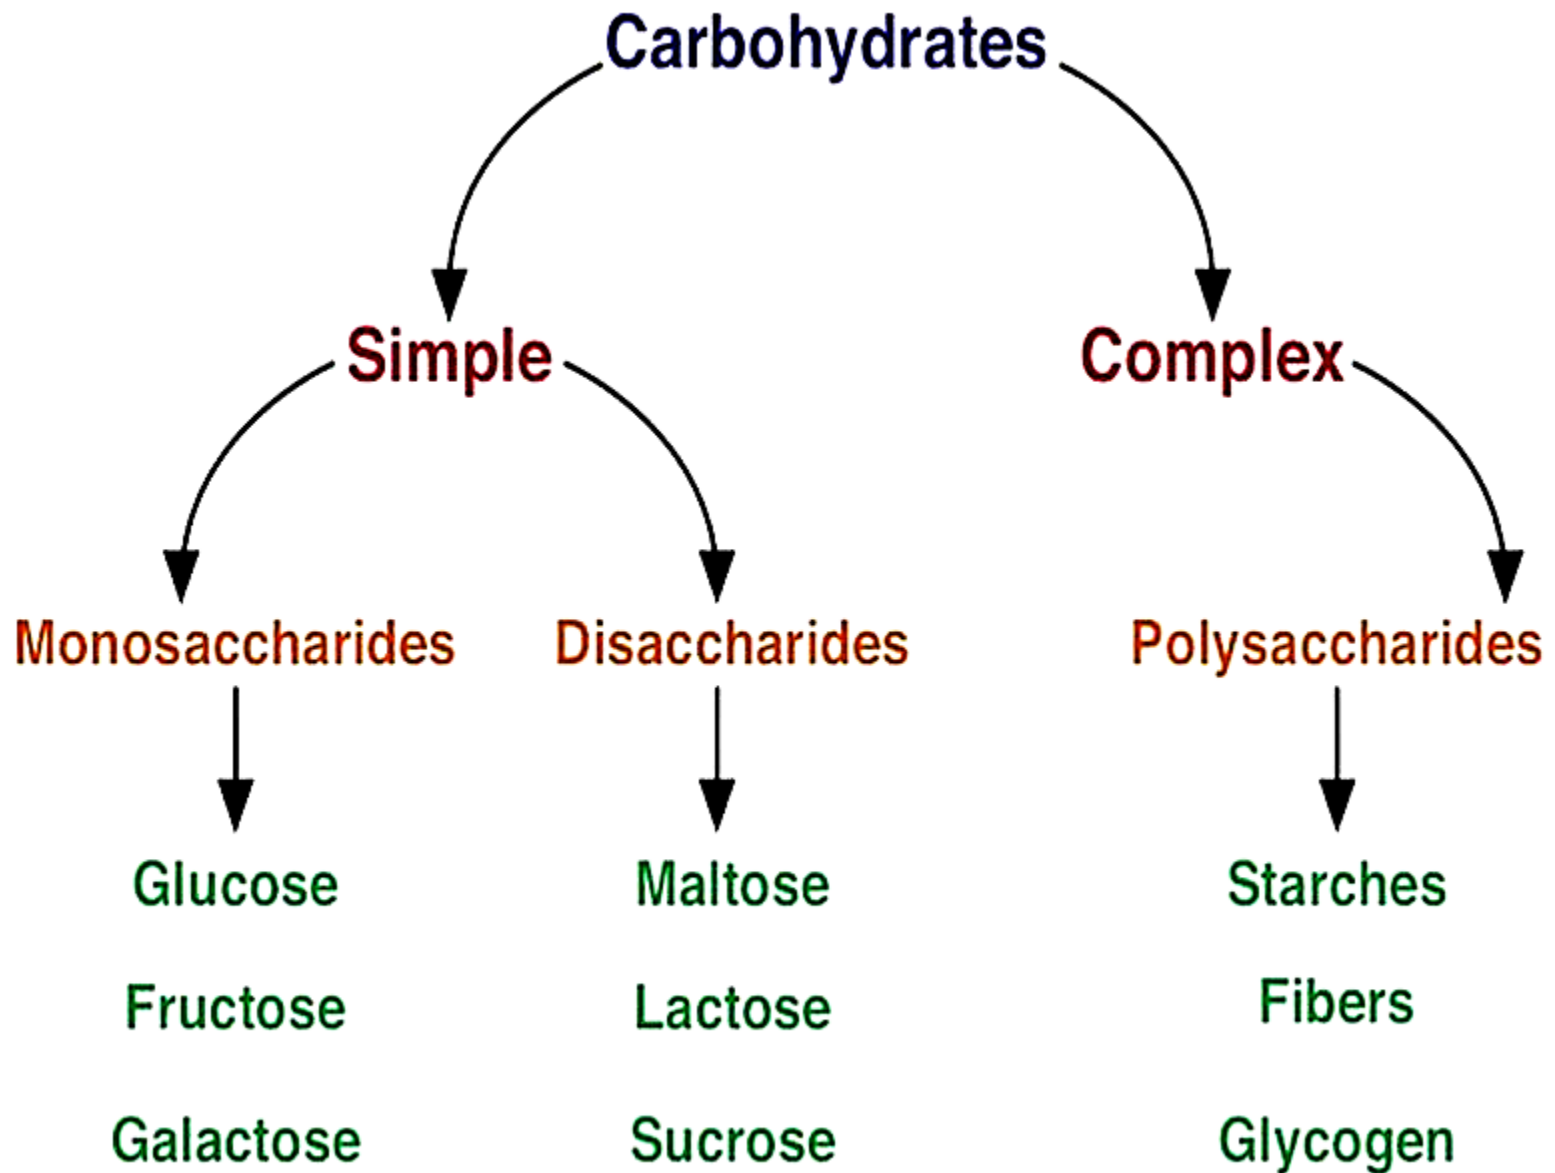 Carbohydrates
Simple
Complex
Monosaccharides
Disaccharides
Polysaccharides
Glucose
Maltose
Starches
Fructose
Lactose
Fibers
Galactose
Sucrose
Glycogen